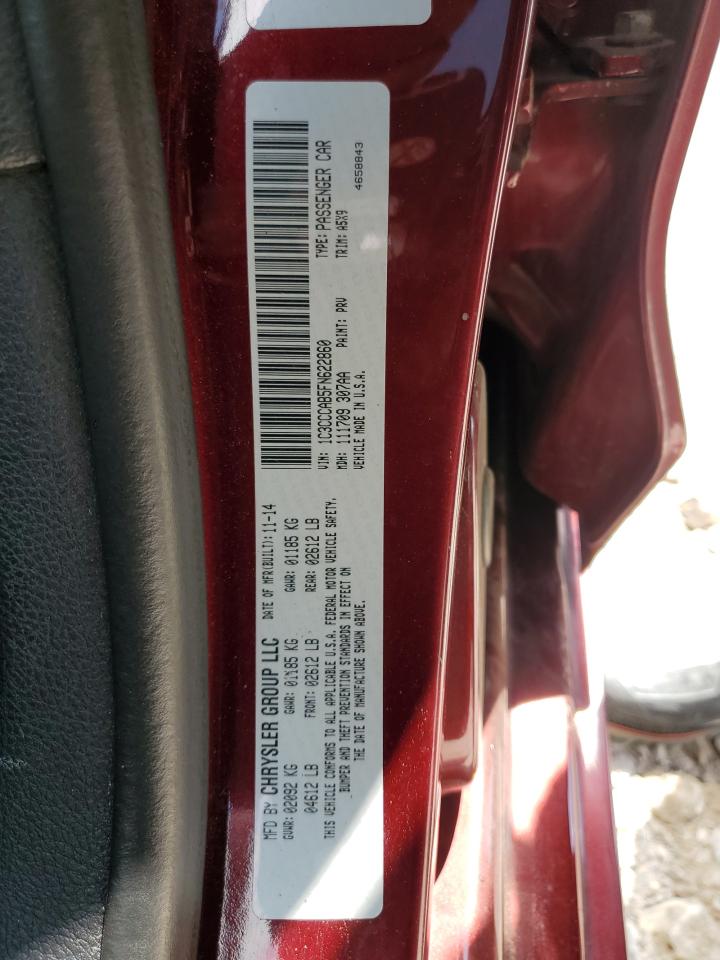 MFD BY CHRYSLER GROUP LLC DATE OF MFR(BUILT): 11-14
GVWR: 02092 KG GAWR: 01185 KG GAWR: 01185 KG
04612 LB FRONT: 02612 LB REAR: 02612 LB
THIS VEHICLE CONFORMS TO ALL APPLICABLE U.S.A. FEDERAL MOTOR VEHICLE SAFETY,
BUMPER AND THEFT PREVENTION STANDARDS IN EFFECT ON
THE DATE OF MANUFACTURE SHOWN ABOVE.
VIN: 1C3CCCAB5FN622860 TYPE: PASSENGER CAR
MDH: 111709 307AA PAINT: PRV TRIM: A5X9
VEHICLE MADE IN U.S.A. 4658843